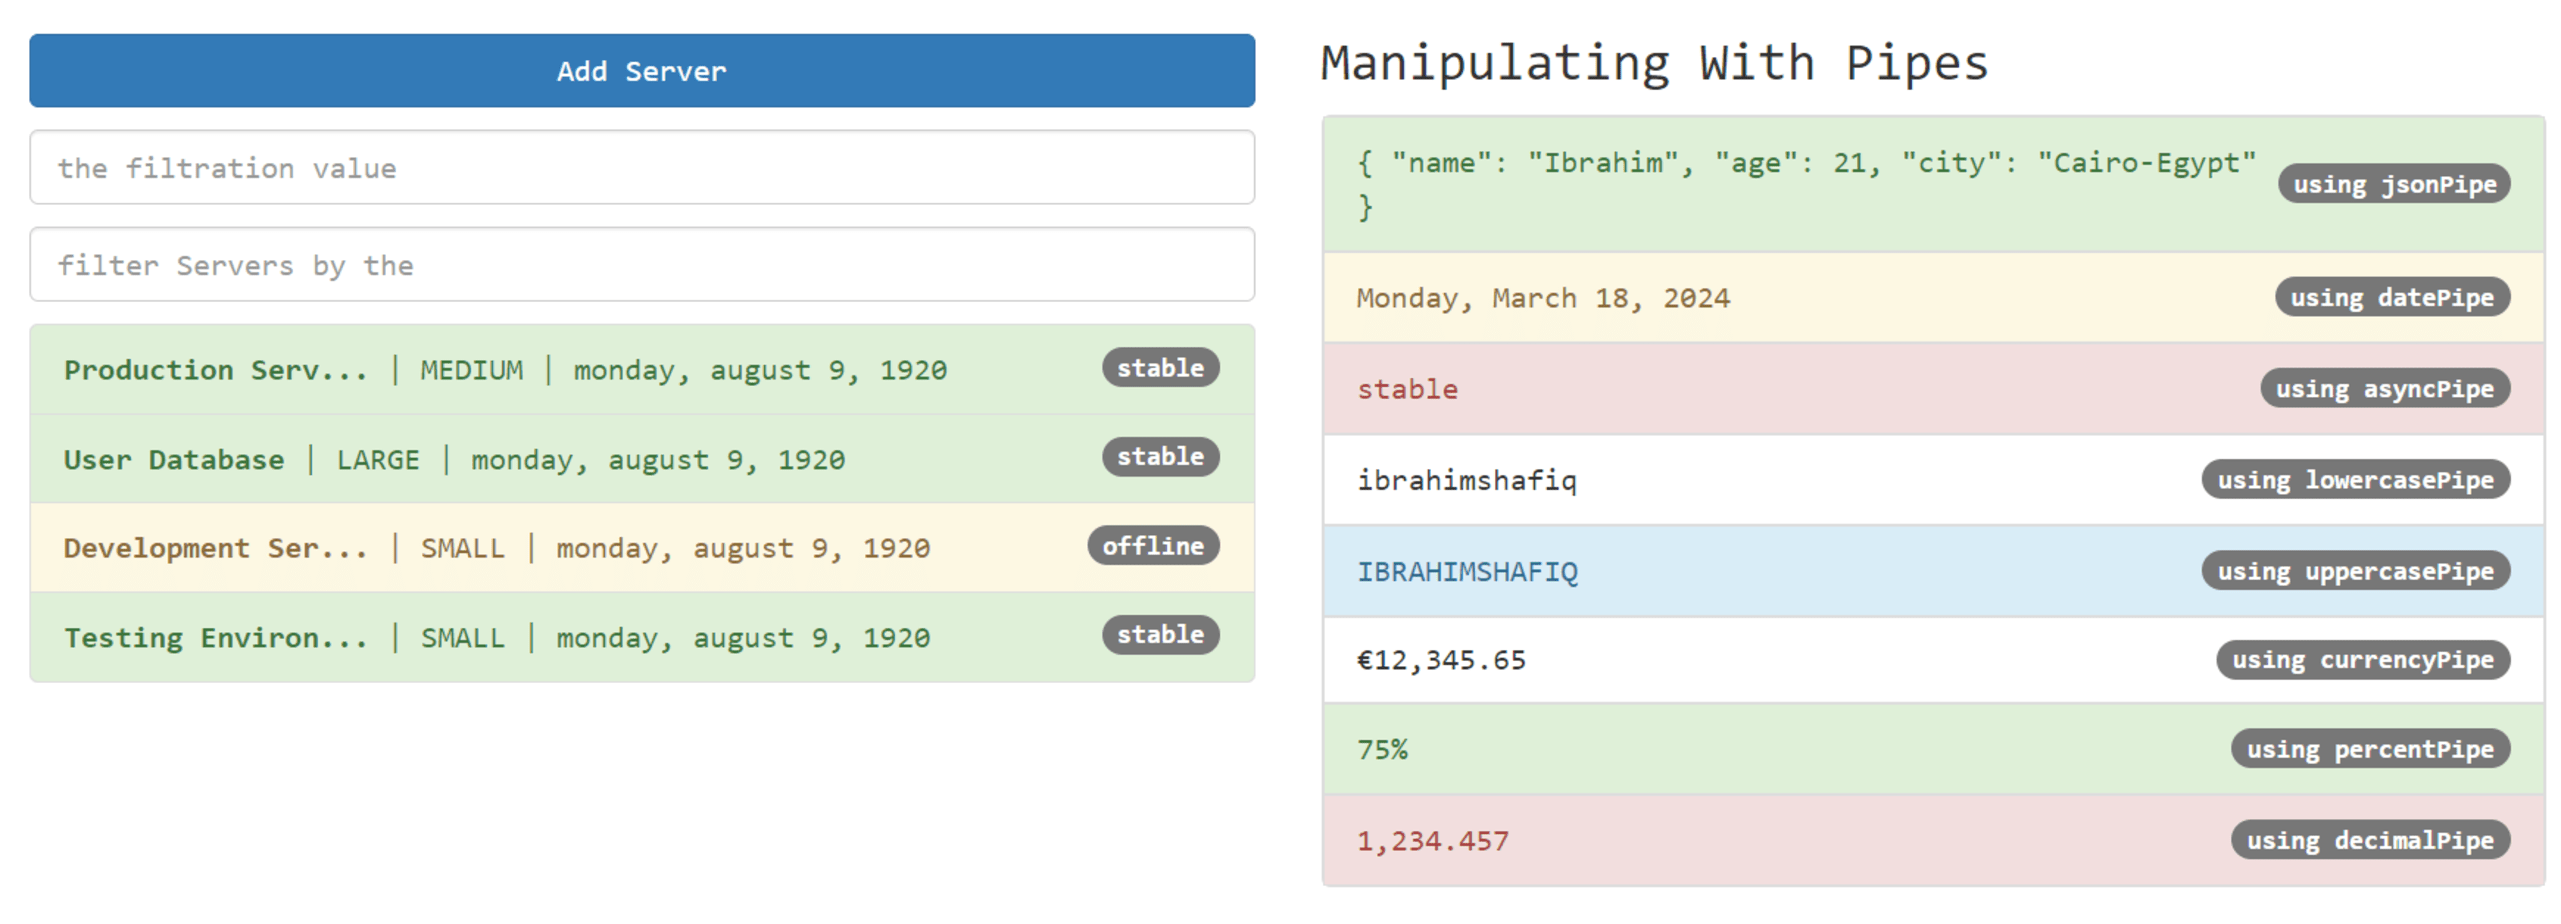 Add Server
the filtration value
filter Servers by the
Production Serv... | MEDIUM | monday, august 9, 1920 stable
User Database | LARGE | monday, august 9, 1920 stable
Development Ser... | SMALL | monday, august 9, 1920 offline
Testing Environ... | SMALL | monday, august 9, 1920 stable
Manipulating With Pipes
{ "name": "Ibrahim", "age": 21, "city": "Cairo-Egypt"
} using jsonPipe
Monday, March 18, 2024 using datePipe
stable using asyncPipe
ibrahimshafiq using lowercasePipe
IBRAHIMSHAFIQ using uppercasePipe
€12,345.65 using currencyPipe
75% using percentPipe
1,234.457 using decimalPipe